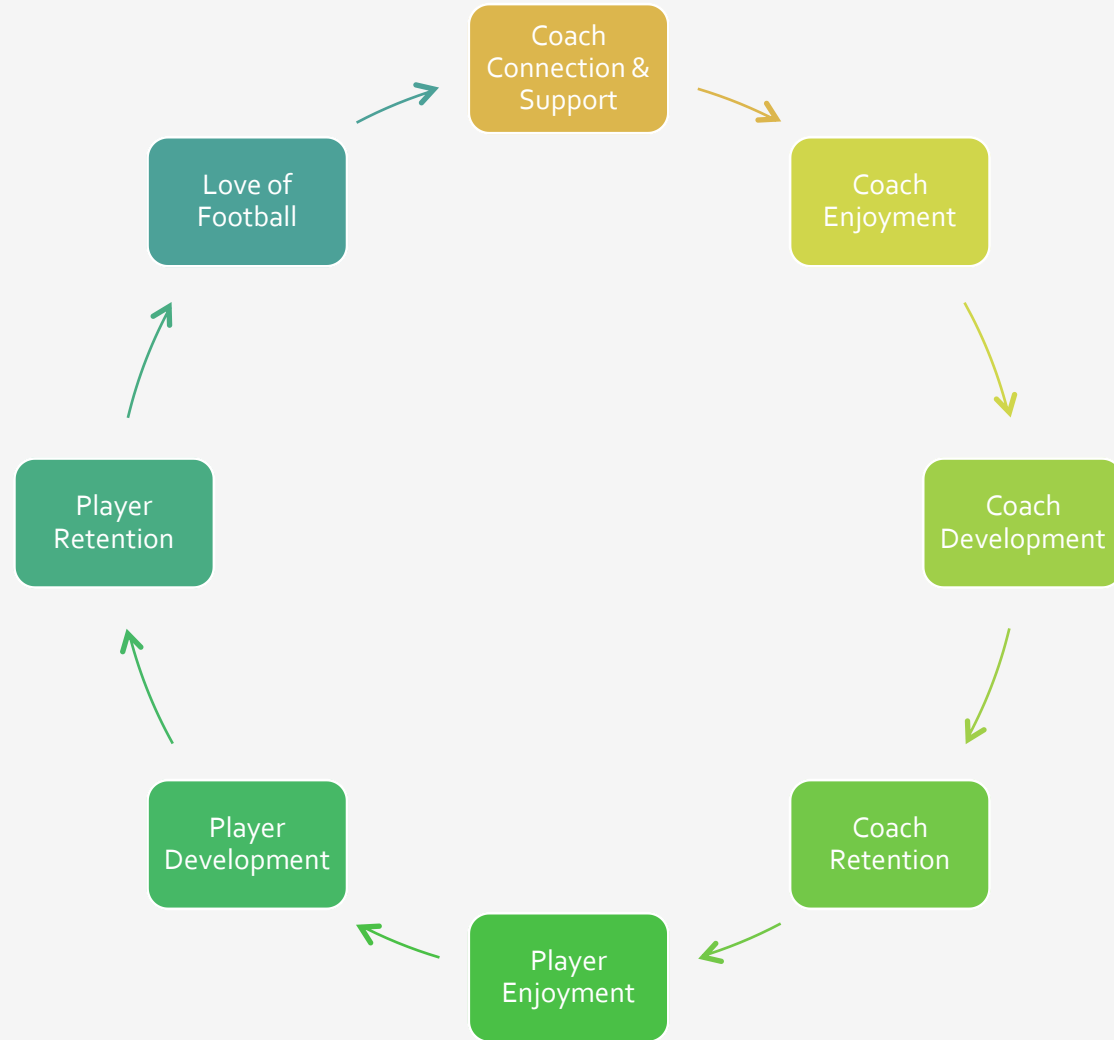 Coach
Connection &
Support
Coach
Enjoyment
Coach
Development
Coach
Retention
Player
Enjoyment
Player
Development
Player
Retention
Love of
Football